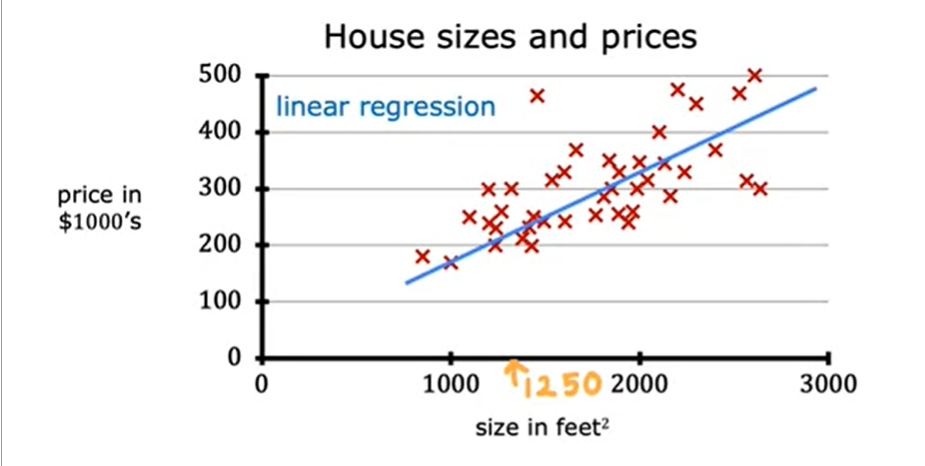 House sizes and prices
500
linear regression
400
300
price in
$1000's
200
100
0
0 1000 1250 2000 3000
size in feet²